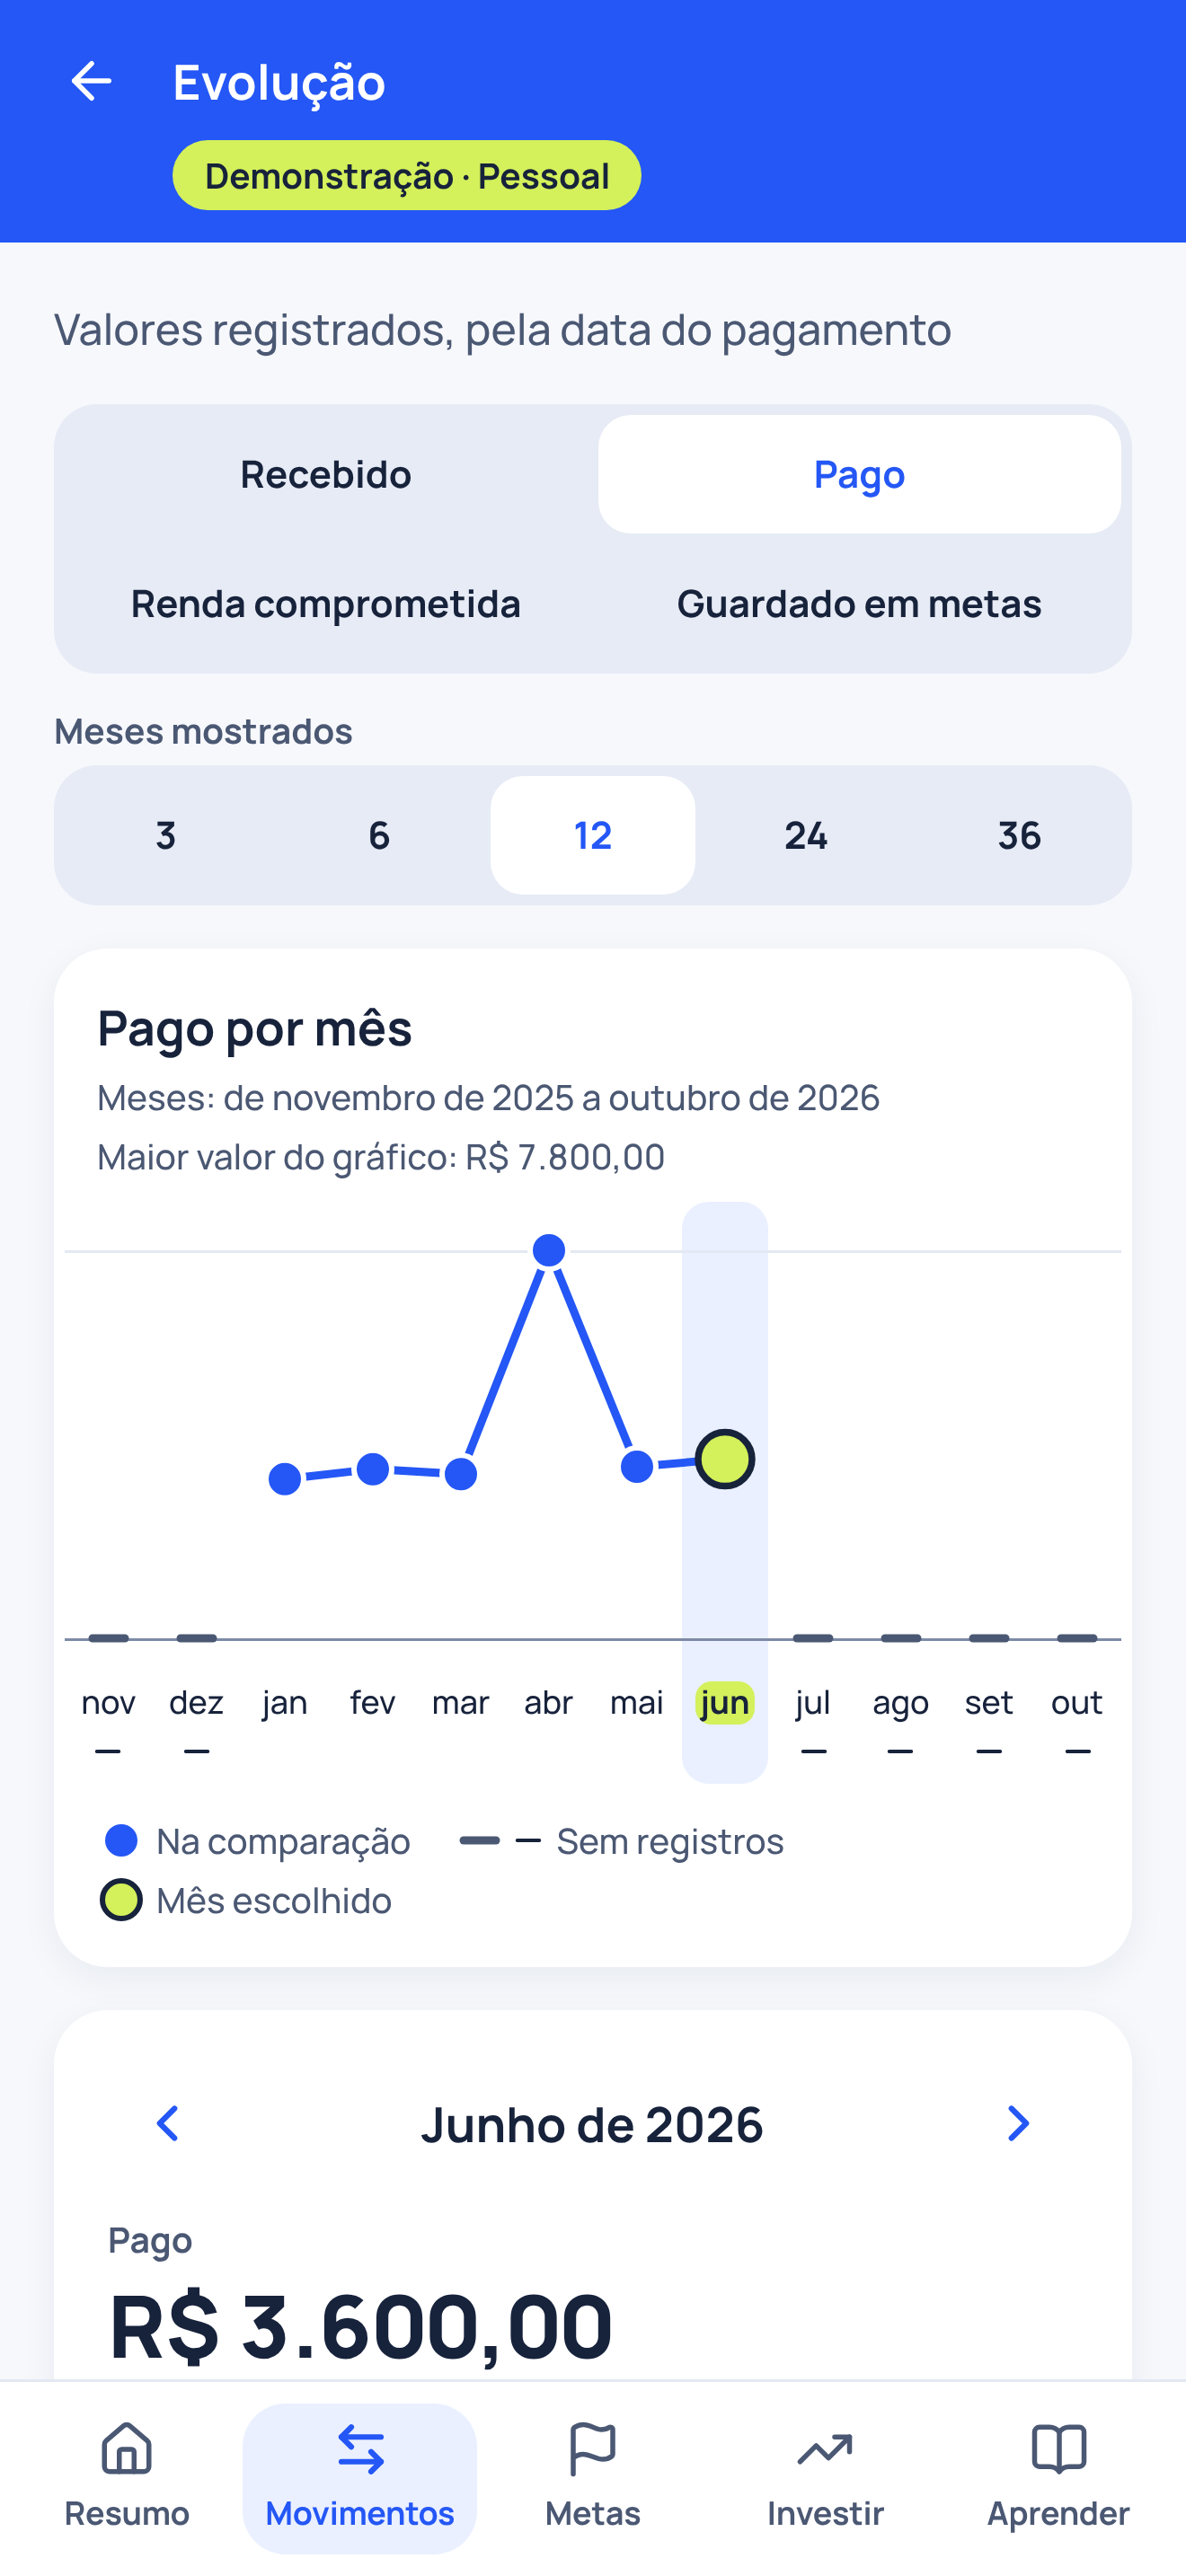 Evolução
Demonstração · Pessoal
Valores registrados, pela data do pagamento
Recebido
Pago
Renda comprometida
Guardado em metas
Meses mostrados
3 6 12 24 36
Pago por mês
Meses: de novembro de 2025 a outubro de 2026
Maior valor do gráfico: R$ 7.800,00
nov dez jan fev mar abr mai jun jul ago set out
— — — — — —
Na comparação — Sem registros
Mês escolhido
Junho de 2026
Pago
R$ 3.600,00
Resumo Movimentos Metas Investir Aprender